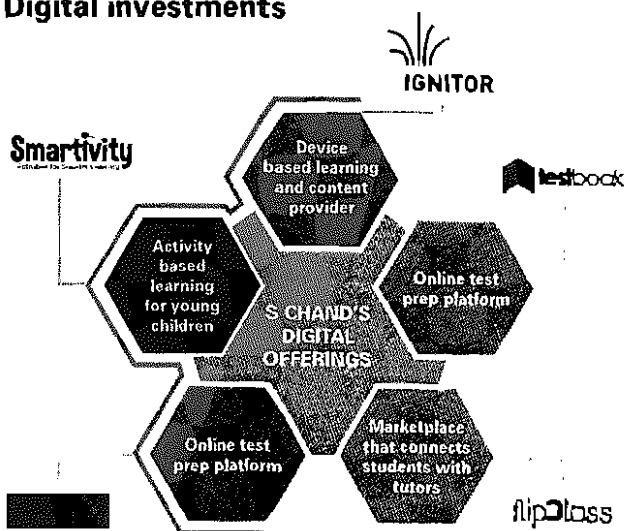 Digital investments
IGNITOR
Smartivity
Device
based learning
and content
provider
testbook
Activity
based
learning
for young
children
Online test
prep platform
S CHAND'S
DIGITAL
OFFERINGS
Online test
prep platform
Marketplace
that connects
students with
tutors
flipClass